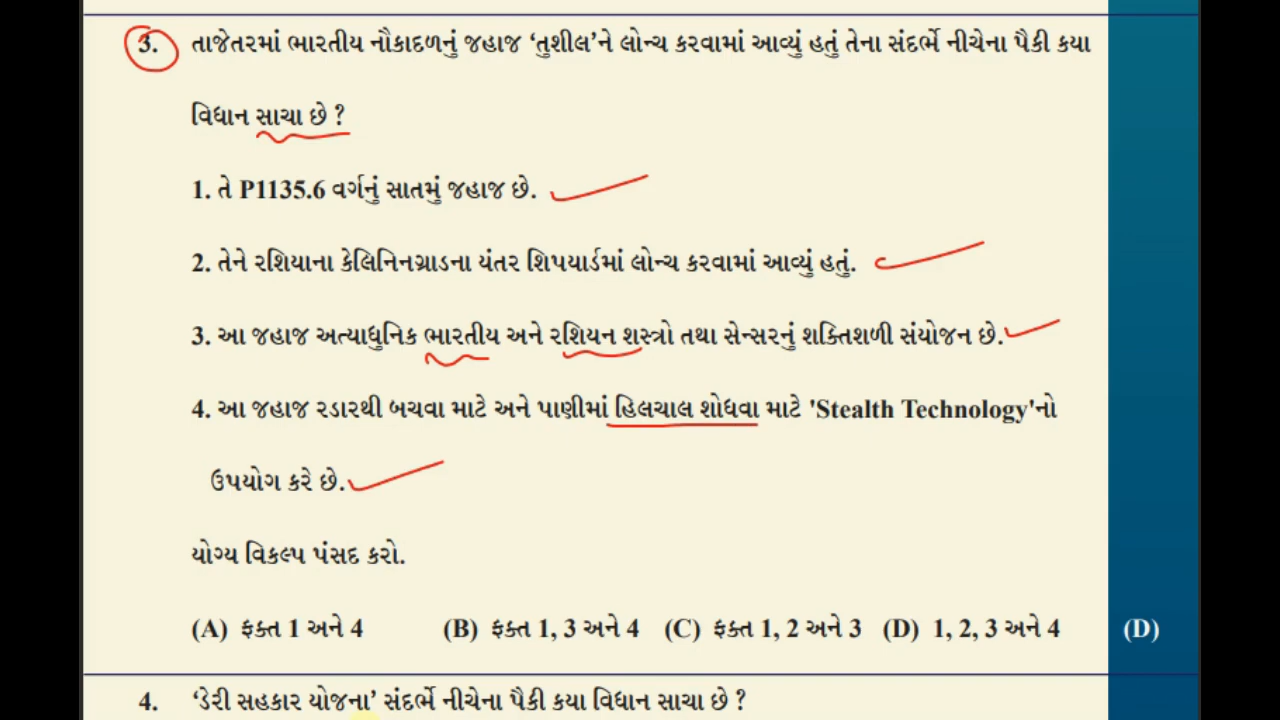 3. તાજેતરમાં ભારતીય નૌકાદળનું જહાજ ‘તુશીલ’ને લોન્ચ કરવામાં આવ્યું હતું તેના સંદર્ભે નીચેના પૈકી કયા
વિધાન સાચા છે ?
1. તે P1135.6 વર્ગનું સાતમું જહાજ છે.
2. તેને રશિયાના કેલિનિનગ્રાડના યંતર શિપયાર્ડમાં લોન્ચ કરવામાં આવ્યું હતું.
3. આ જહાજ અત્યાધુનિક ભારતીય અને રશિયન શસ્ત્રો તથા સેન્સરનું શક્તિશળી સંયોજન છે.
4. આ જહાજ રડારથી બચવા માટે અને પાણીમાં હિલચાલ શોધવા માટે 'Stealth Technology'નો
ઉપયોગ કરે છે.
યોગ્ય વિકલ્પ પંસદ કરો.
(A) ફક્ત 1 અને 4 (B) ફક્ત 1, 3 અને 4 (C) ફક્ત 1, 2 અને 3 (D) 1, 2, 3 અને 4 (D)
4. ‘ડેરી સહકાર યોજના’ સંદર્ભે નીચેના પૈકી કયા વિધાન સાચા છે ?